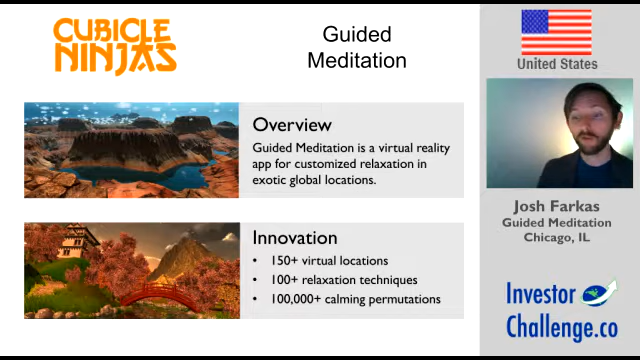 CUBICLE
NINJAS
Guided
Meditation
Overview
Guided Meditation is a virtual reality
app for customized relaxation in
exotic global locations.
Innovation
• 150+ virtual locations
• 100+ relaxation techniques
• 100,000+ calming permutations
United States
Josh Farkas
Guided Meditation
Chicago, IL
Investor
Challenge.co